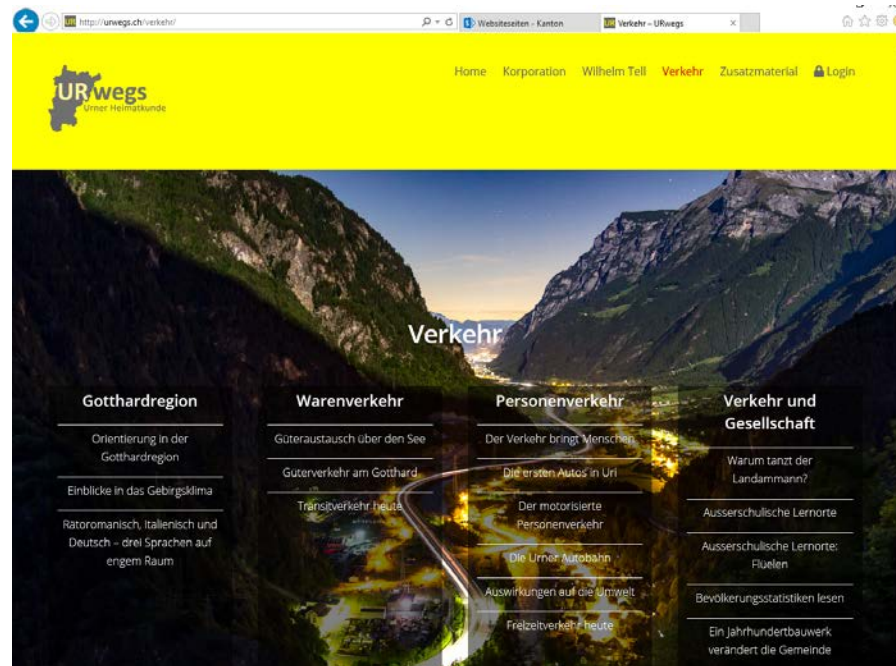 http://urwegs.ch/verkehr/
Websiteseiten - Kanton
UR Verkehr – URwegs
URwegs
Urner Heimatkunde
Home Korporation Wilhelm Tell Verkehr Zusatzmaterial Login
Verkehr
Gotthardregion
Orientierung in der
Gotthardregion
Einblicke in das Gebirgsklima
Rätoromanisch, Italienisch und
Deutsch – drei Sprachen auf
engem Raum
Warenverkehr
Güteraustausch über den See
Güterverkehr am Gotthard
Transitverkehr heute
Personenverkehr
Der Verkehr bringt Menschen
Die ersten Autos in Uri
Der motorisierte
Personenverkehr
Die Urner Autobahn
Auswirkungen auf die Umwelt
Freizeitverkehr heute
Verkehr und
Gesellschaft
Warum tanzt der
Landammann?
Ausserschulische Lernorte
Ausserschulische Lernorte:
Flüelen
Bevölkerungsstatistiken lesen
Ein Jahrhundertbauwerk
verändert die Gemeinde